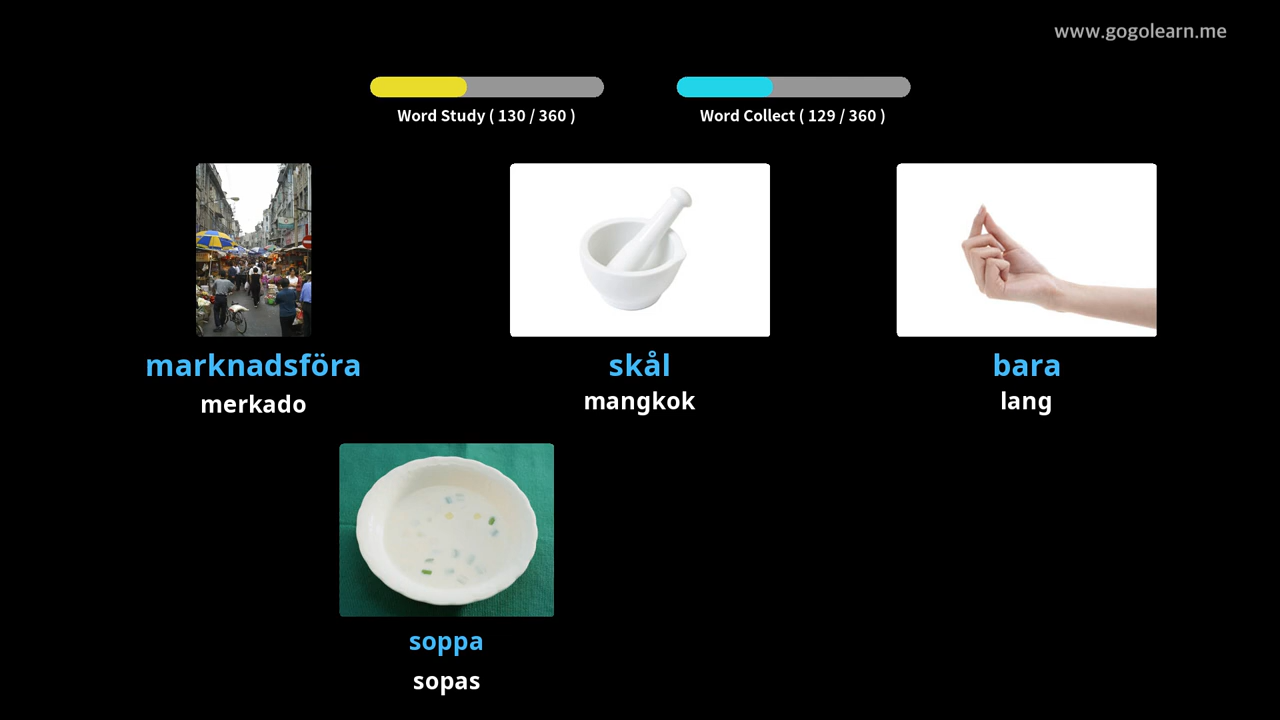 www.gogolearn.me
Word Study ( 130 / 360 )
Word Collect ( 129 / 360 )
marknadsföra
merkado
skål
mangkok
bara
lang
soppa
sopas